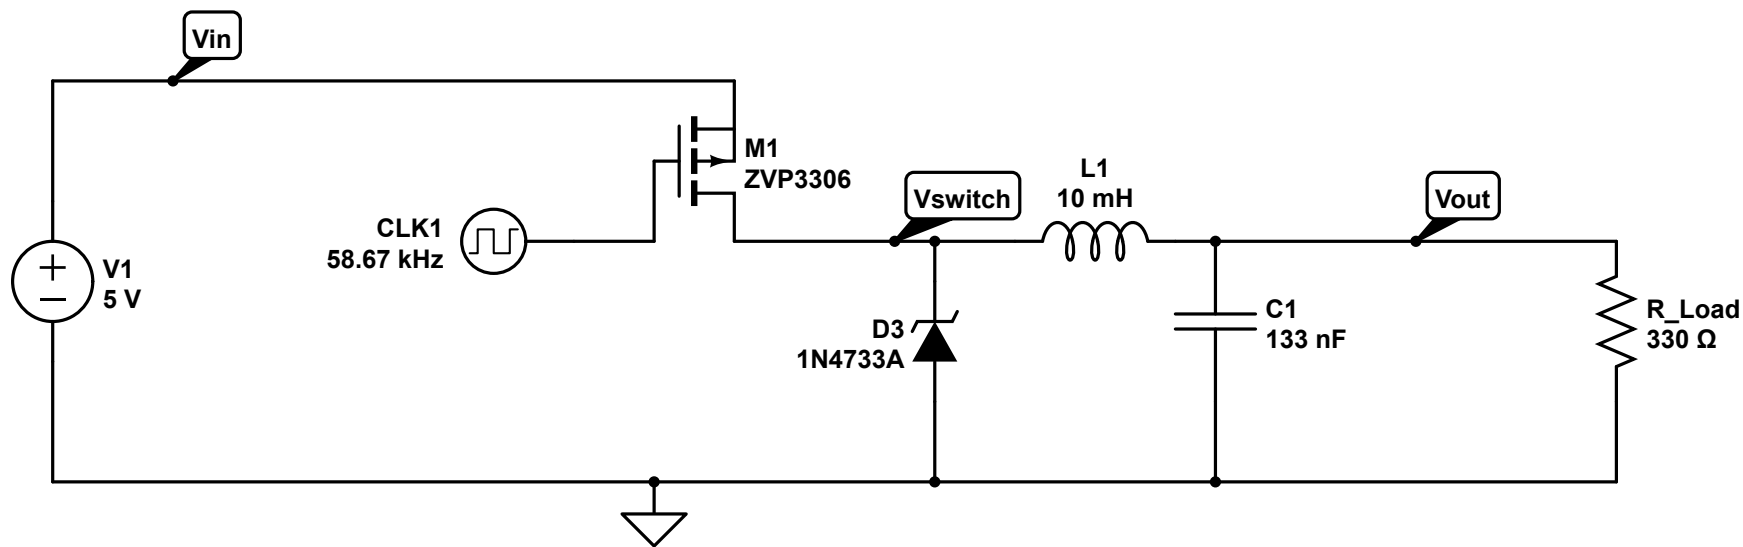 Vin
M1
ZVP3306
L1
10 mH
Vswitch
Vout
CLK1
58.67 kHz
V1
5 V
D3
1N4733A
C1
133 nF
R_Load
330 Ω